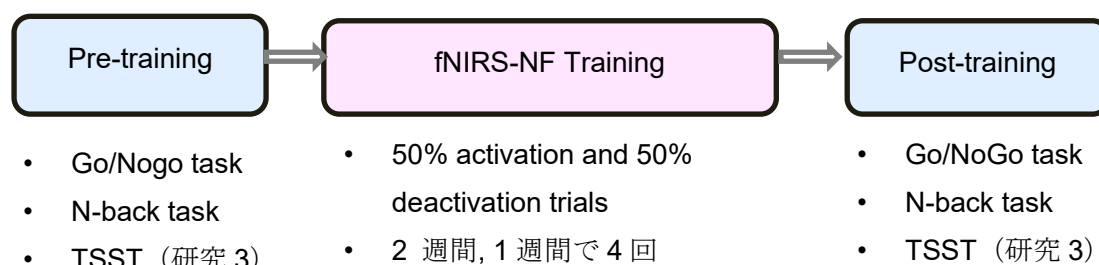 Pre-training
fNIRS-NF Training
Post-training
• Go/Nogo task
• N-back task
• TSST（研究 3）
• 50% activation and 50%
deactivation trials
• 2 週間, 1 週間で 4 回
• Go/NoGo task
• N-back task
• TSST（研究 3）